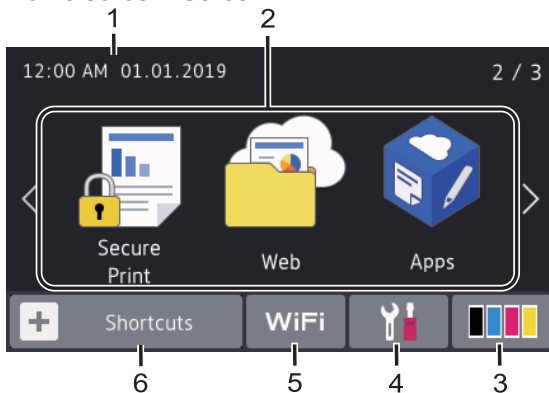 1
2
12:00 AM 01.01.2019
2 / 3
Secure
Print
Web
Apps
Shortcuts
WiFi
6
5
4
3